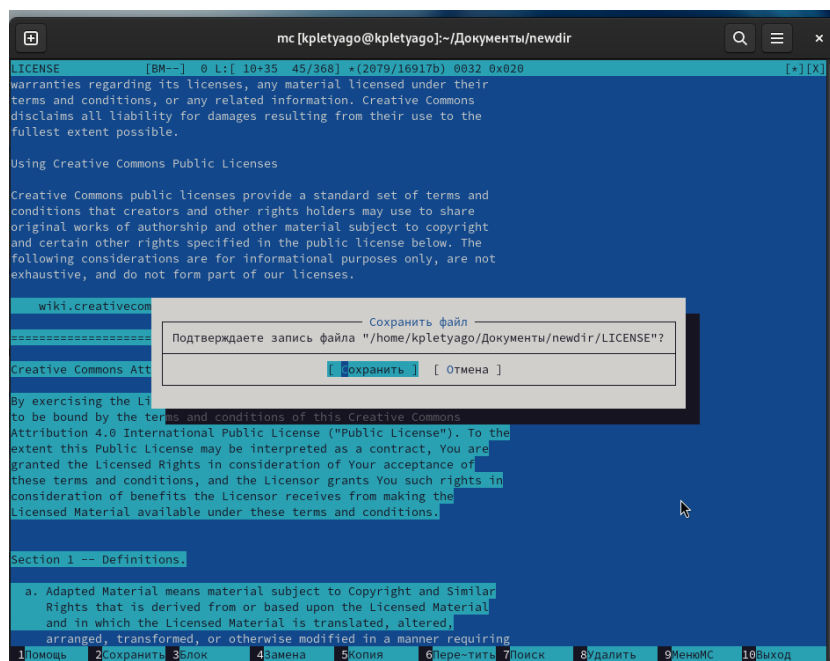 mc [kpletyago@kpletyago]:~/Документы/newdir
LICENSE [BM--] 0 L:[ 10+35 45/368] *(2079/16917b) 0032 0x020 [*][X]
warranties regarding its licenses, any material licensed under their
terms and conditions, or any related information. Creative Commons
disclaims all liability for damages resulting from their use to the
fullest extent possible.
Using Creative Commons Public Licenses
Creative Commons public licenses provide a standard set of terms and
conditions that creators and other rights holders may use to share
original works of authorship and other material subject to copyright
and certain other rights specified in the public license below. The
following considerations are for informational purposes only, are not
exhaustive, and do not form part of our licenses.
wiki.creativecom
=====================
Creative Commons Att
By exercising the Li
Сохранить файл
Подтверждаете запись файла "/home/kpletyago/Документы/newdir/LICENSE"?
[ Сохранить ] [ Отмена ]
to be bound by the terms and conditions of this Creative Commons
Attribution 4.0 International Public License ("Public License"). To the
extent this Public License may be interpreted as a contract, You are
granted the Licensed Rights in consideration of Your acceptance of
these terms and conditions, and the Licensor grants You such rights in
consideration of benefits the Licensor receives from making the
Licensed Material available under these terms and conditions.
Section 1 -- Definitions.
a. Adapted Material means material subject to Copyright and Similar
Rights that is derived from or based upon the Licensed Material
and in which the Licensed Material is translated, altered,
arranged, transformed, or otherwise modified in a manner requiring
1Помощь 2Сохранить 3Блок 4Замена 5Копия 6Пере~тить 7Поиск 8Удалить 9МенюMC 10Выход